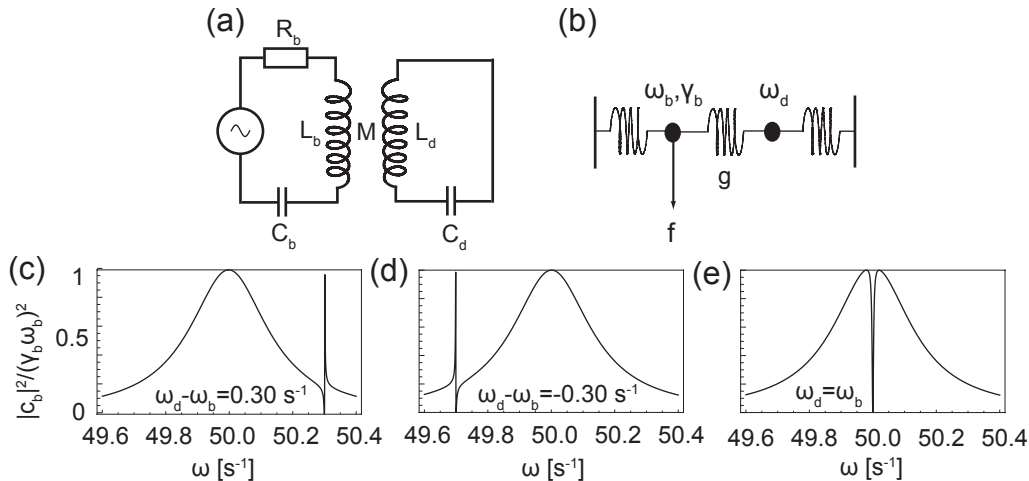 (a)
R_b
L_b M L_d
C_b
C_d
(b)
ω_b,γ_b
ω_d
g
f
(c)
|c_b|²/(γ_bω_b)²
1
0.5
0
ω_d-ω_b=0.30 s⁻¹
49.6 49.8 50.0 50.2 50.4
ω [s⁻¹]
(d)
ω_d-ω_b=-0.30 s⁻¹
49.6 49.8 50.0 50.2 50.4
ω [s⁻¹]
(e)
ω_d=ω_b
49.6 49.8 50.0 50.2 50.4
ω [s⁻¹]